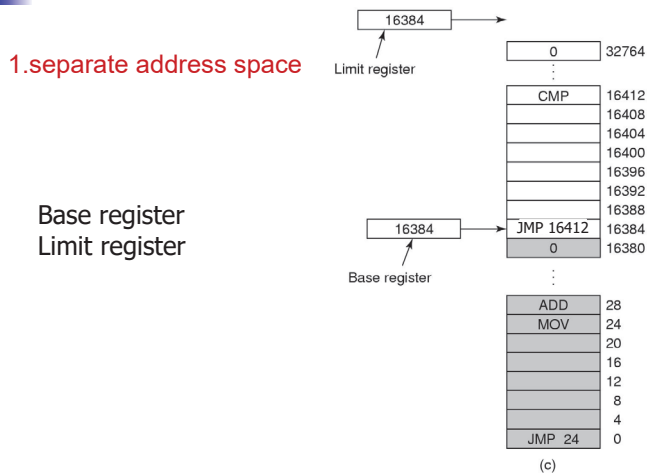 1.separate address space
Base register
Limit register
16384
Limit register
0 32764
CMP 16412
16408
16404
16400
16396
16392
16388
16384
Base register
JMP 16412 16384
0 16380
ADD 28
MOV 24
20
16
12
8
4
JMP 24 0
(c)